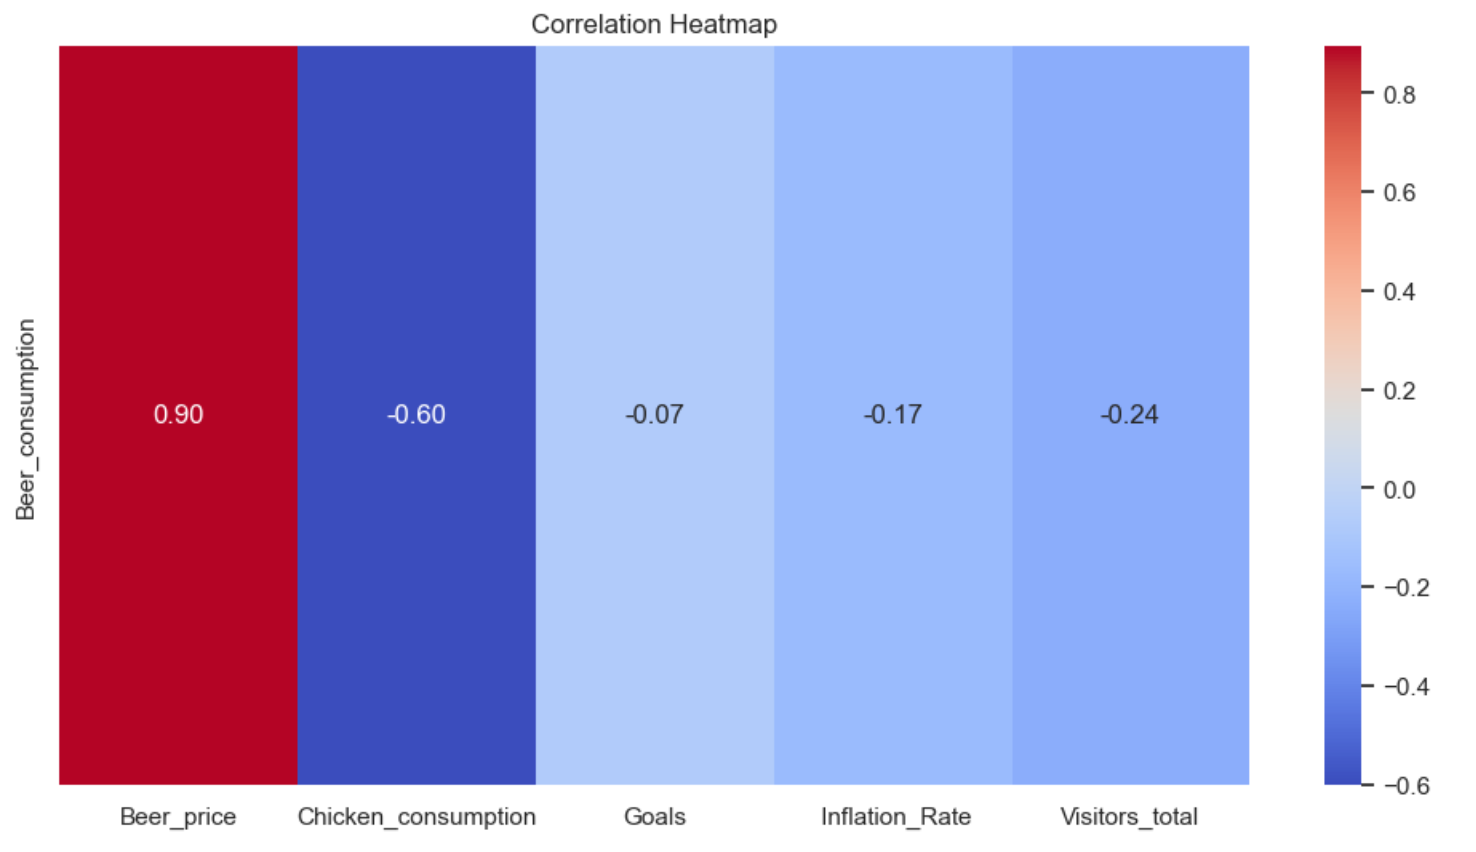 Correlation Heatmap
Beer_consumption
0.90 -0.60 -0.07 -0.17 -0.24
Beer_price Chicken_consumption Goals Inflation_Rate Visitors_total
0.8
0.6
0.4
0.2
0.0
−0.2
−0.4
−0.6